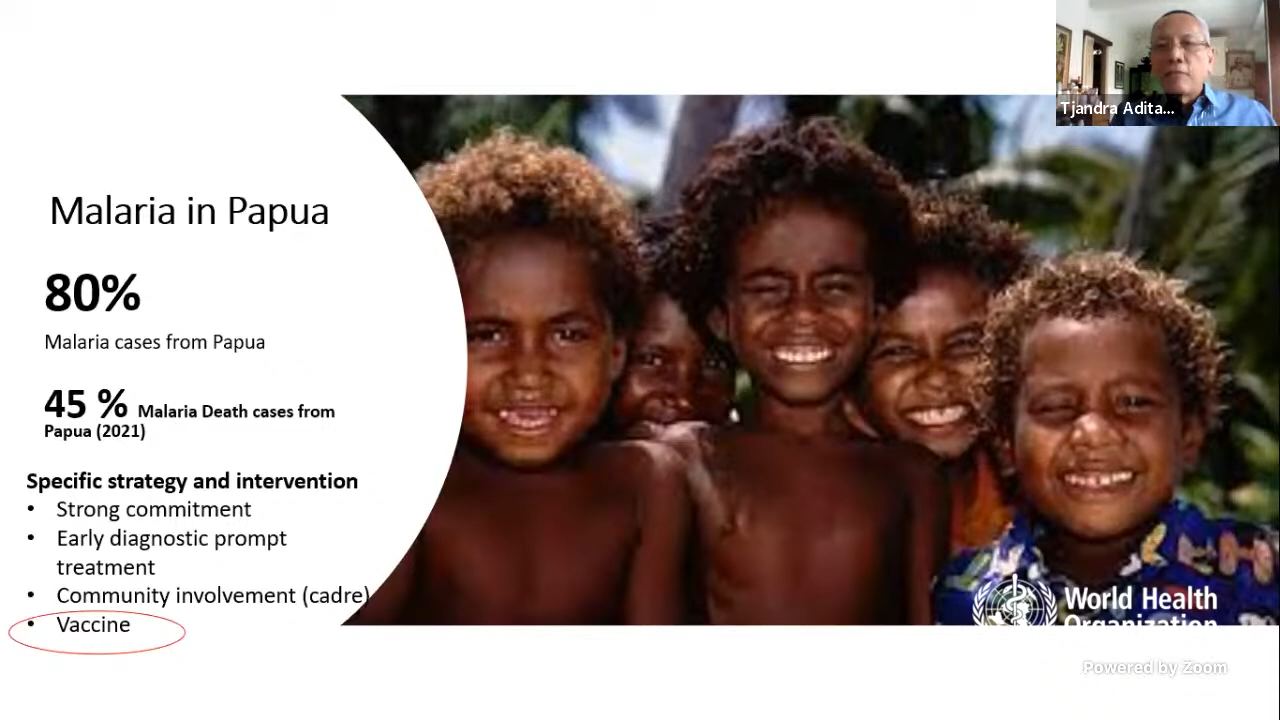 Tjandra Adita...
Malaria in Papua
80%
Malaria cases from Papua
45 % Malaria Death cases from
Papua (2021)
Specific strategy and intervention
• Strong commitment
• Early diagnostic prompt
treatment
• Community involvement (cadre)
• Vaccine
World Health
Organization
Powered by Zoom